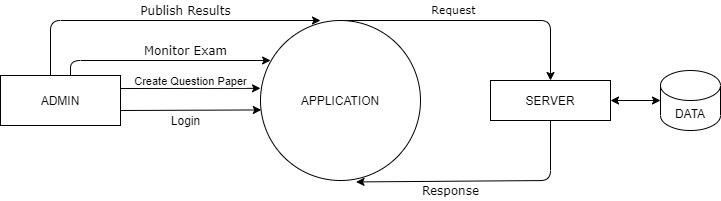 Publish Results
Request
Monitor Exam
Create Question Paper
ADMIN
APPLICATION
SERVER
DATA
Login
Response